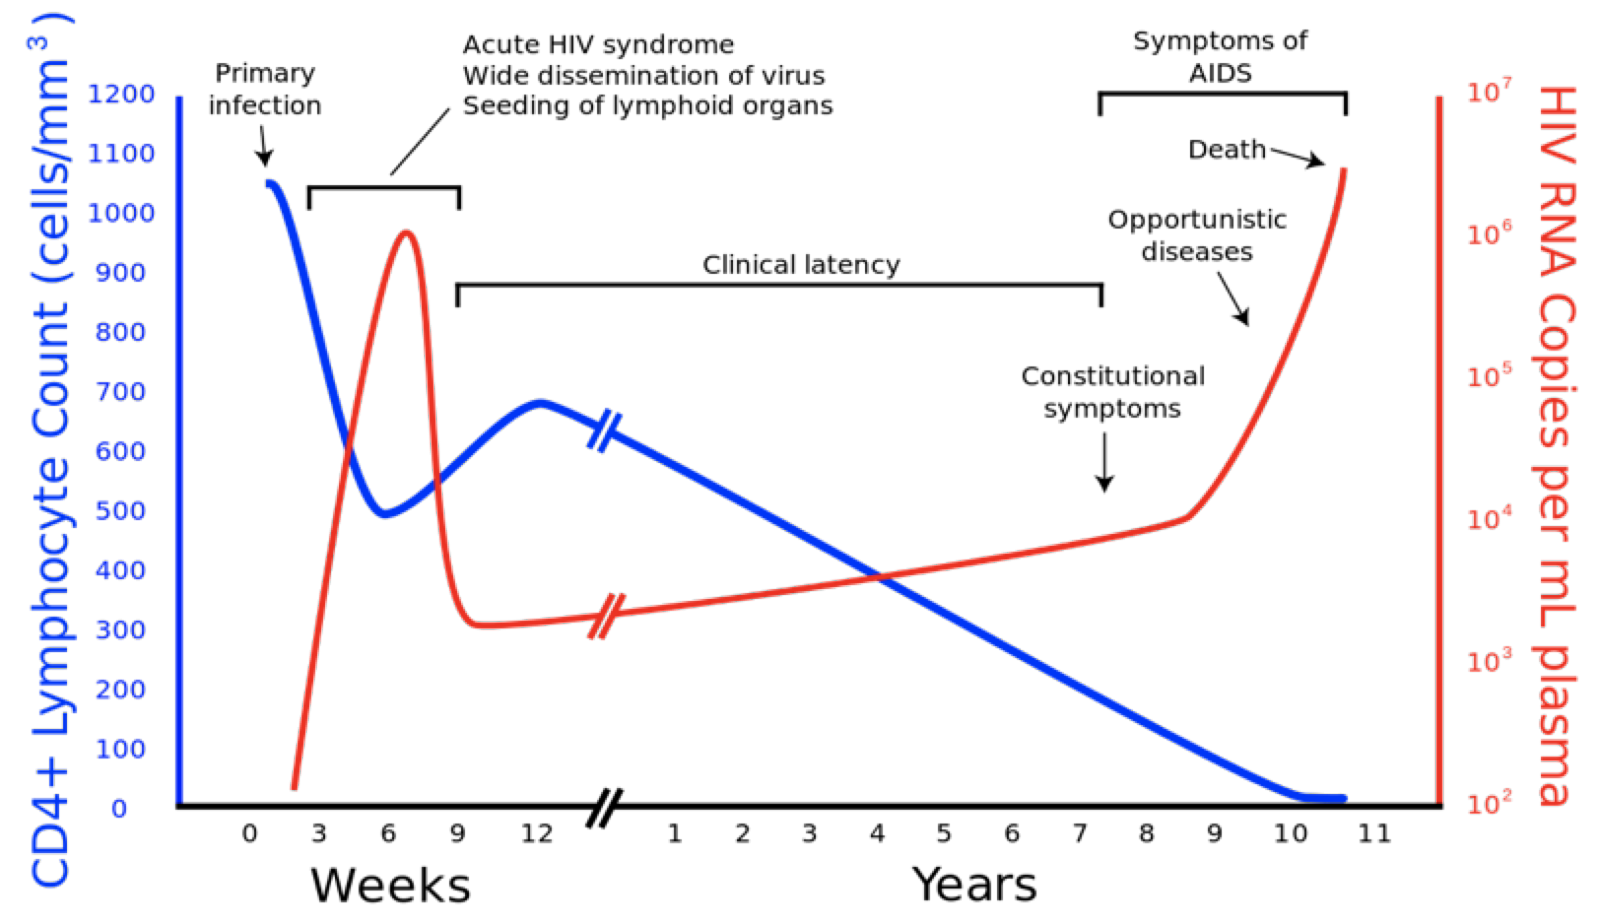 CD4+ Lymphocyte Count (cells/mm³)
1200
1100
1000
900
800
700
600
500
400
300
200
100
0
Primary
infection
Acute HIV syndrome
Wide dissemination of virus
Seeding of lymphoid organs
Clinical latency
Symptoms of
AIDS
Death
Opportunistic
diseases
Constitutional
symptoms
10⁷
10⁶
10⁵
10⁴
10³
10²
HIV RNA Copies per mL plasma
0 3 6 9 12 1 2 3 4 5 6 7 8 9 10 11
Weeks Years